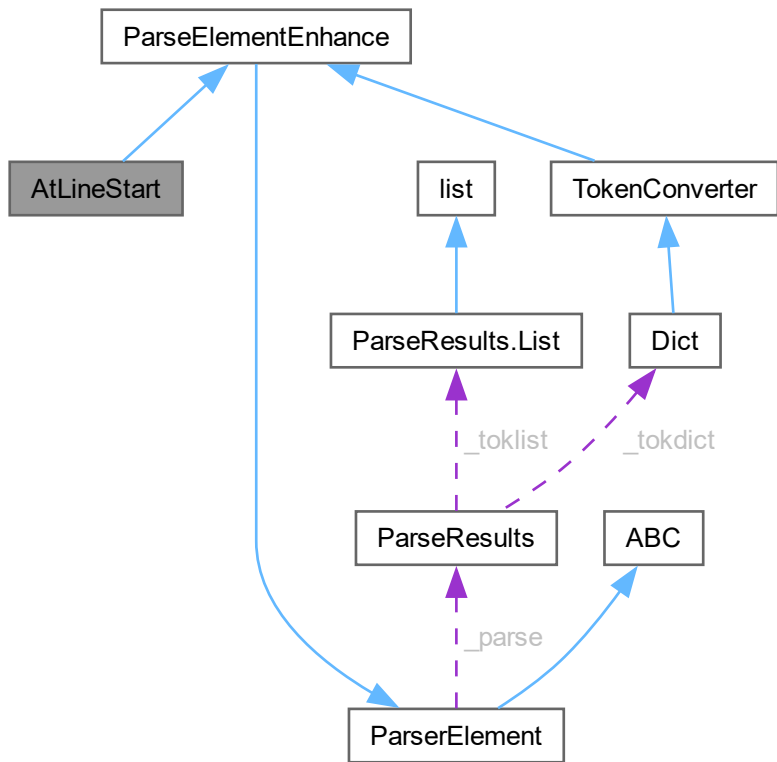 ParseElementEnhance
AtLineStart
list
TokenConverter
ParseResults.List
Dict
_toklist
_tokdict
ParseResults
ABC
_parse
ParserElement